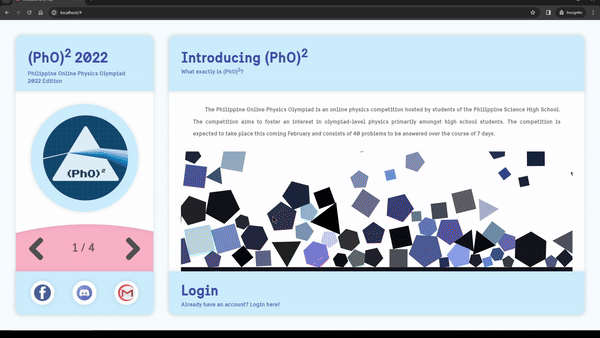 localhost/#
Incognito
(PhO)2 2022
Philippine Online Physics Olympiad
2022 Edition
(PhO)2
1 / 4
Introducing (PhO)2
What exactly is (PhO)2?
The Philippine Online Physics Olympiad is an online physics competition hosted by students of the Philippine Science High School.
The competition aims to foster an interest in olympiad-level physics primarily amongst high school students. The competition is
expected to take place this coming February and consists of 40 problems to be answered over the course of 7 days.
Login
Already have an account? Login here!